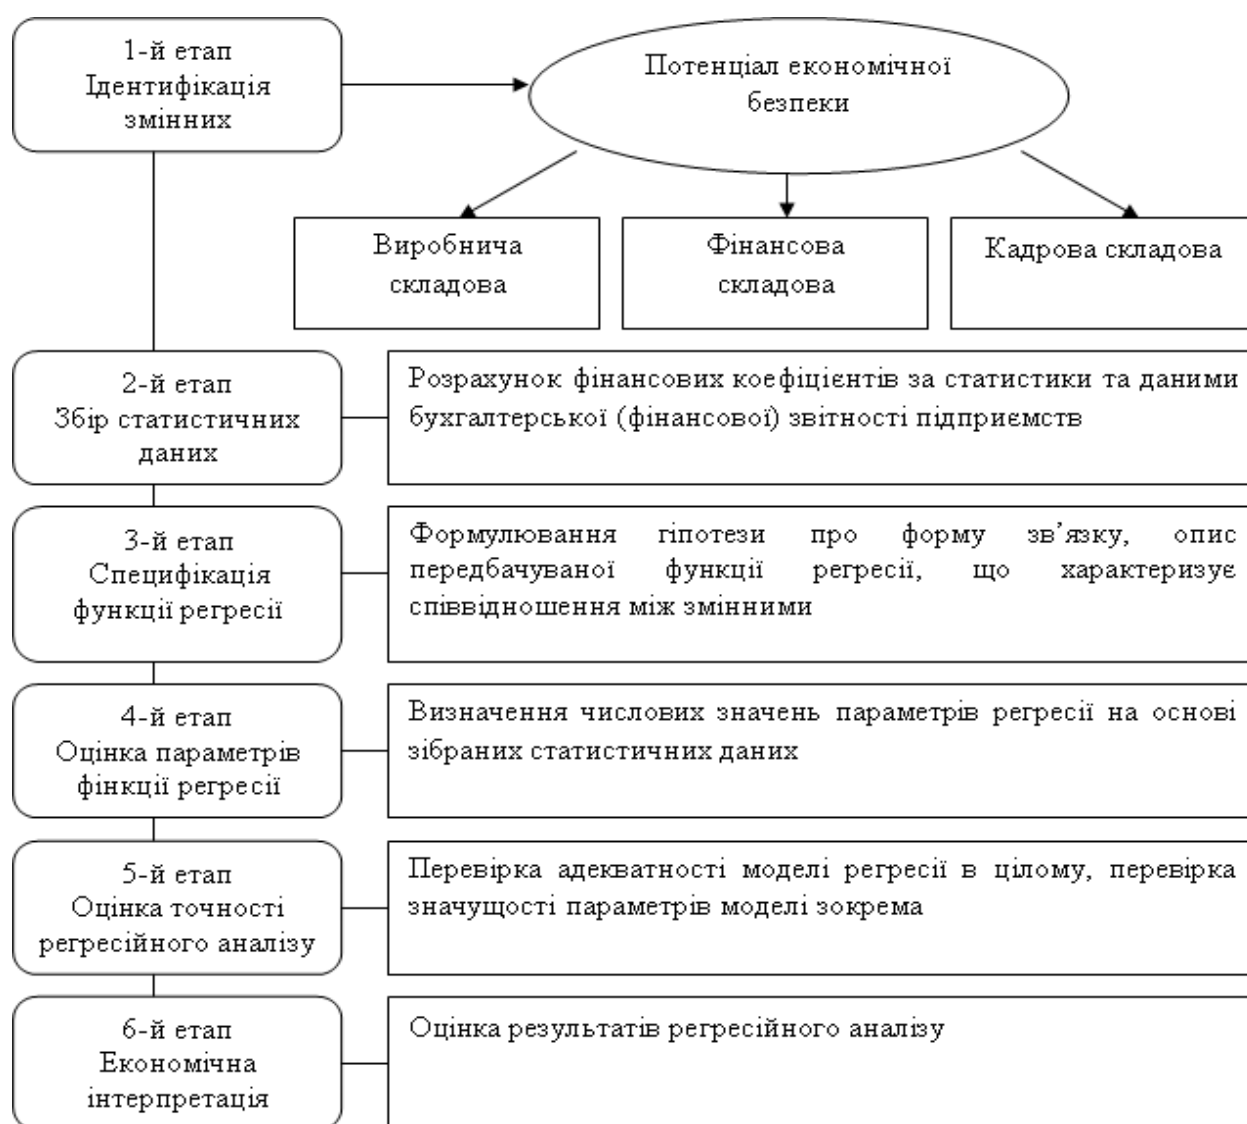 1-й етап
Ідентифікація
змінних
Потенціал економічної
безпеки
Виробнича
складова
Фінансова
складова
Кадрова складова
2-й етап
Збір статистичних
даних
Розрахунок фінансових коефіцієнтів за статистики та даними
бухгалтерської (фінансової) звітності підприємств
3-й етап
Специфікація
функції регресії
Формулювання гіпотези про форму зв’язку, опис
передбачуваної функції регресії, що характеризує
співвідношення між змінними
4-й етап
Оцінка параметрів
фінкції регресії
Визначення числових значень параметрів регресії на основі
зібраних статистичних даних
5-й етап
Оцінка точності
регресійного аналізу
Перевірка адекватності моделі регресії в цілому, перевірка
значущості параметрів моделі зокрема
6-й етап
Економічна
інтерпретація
Оцінка результатів регресійного аналізу